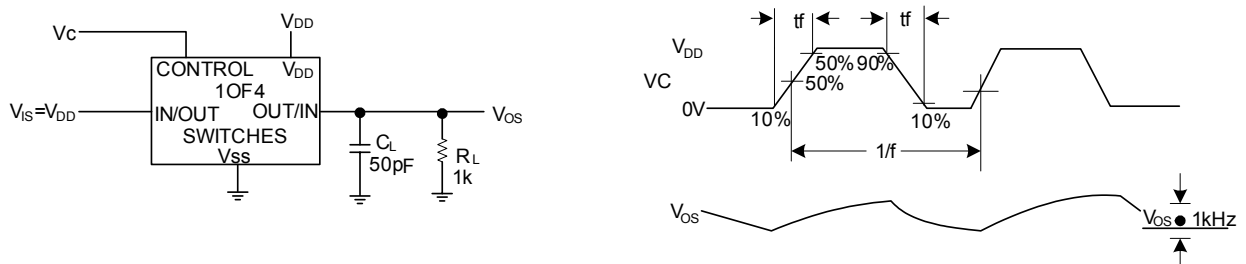 Vc
VDD
CONTROL
VDD
1OF4
VIS=VDD
IN/OUT
OUT/IN
VOS
SWITCHES
Vss
CL
50pF
RL
1k
tf
tf
VDD
VC
50%
90%
50%
0V
10%
10%
1/f
VOS
VOS ● 1kHz